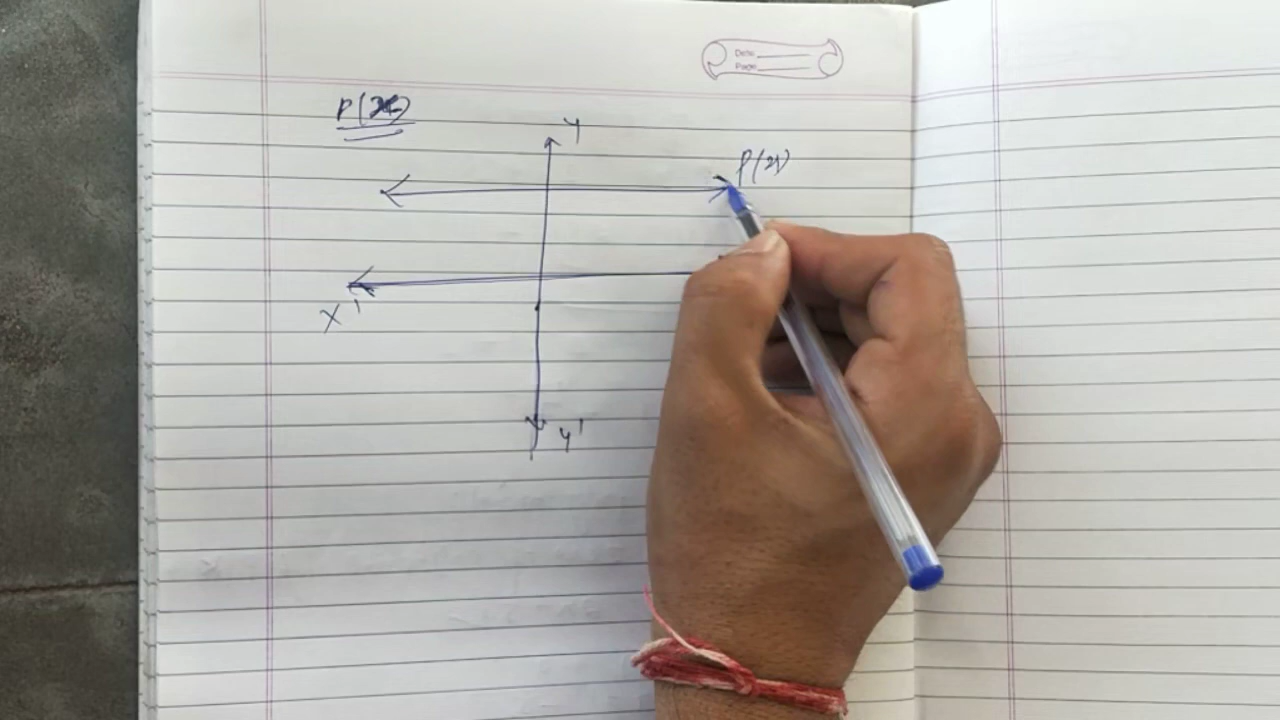 Date
Page
P(x)
Y
P(x)
X'
Y'